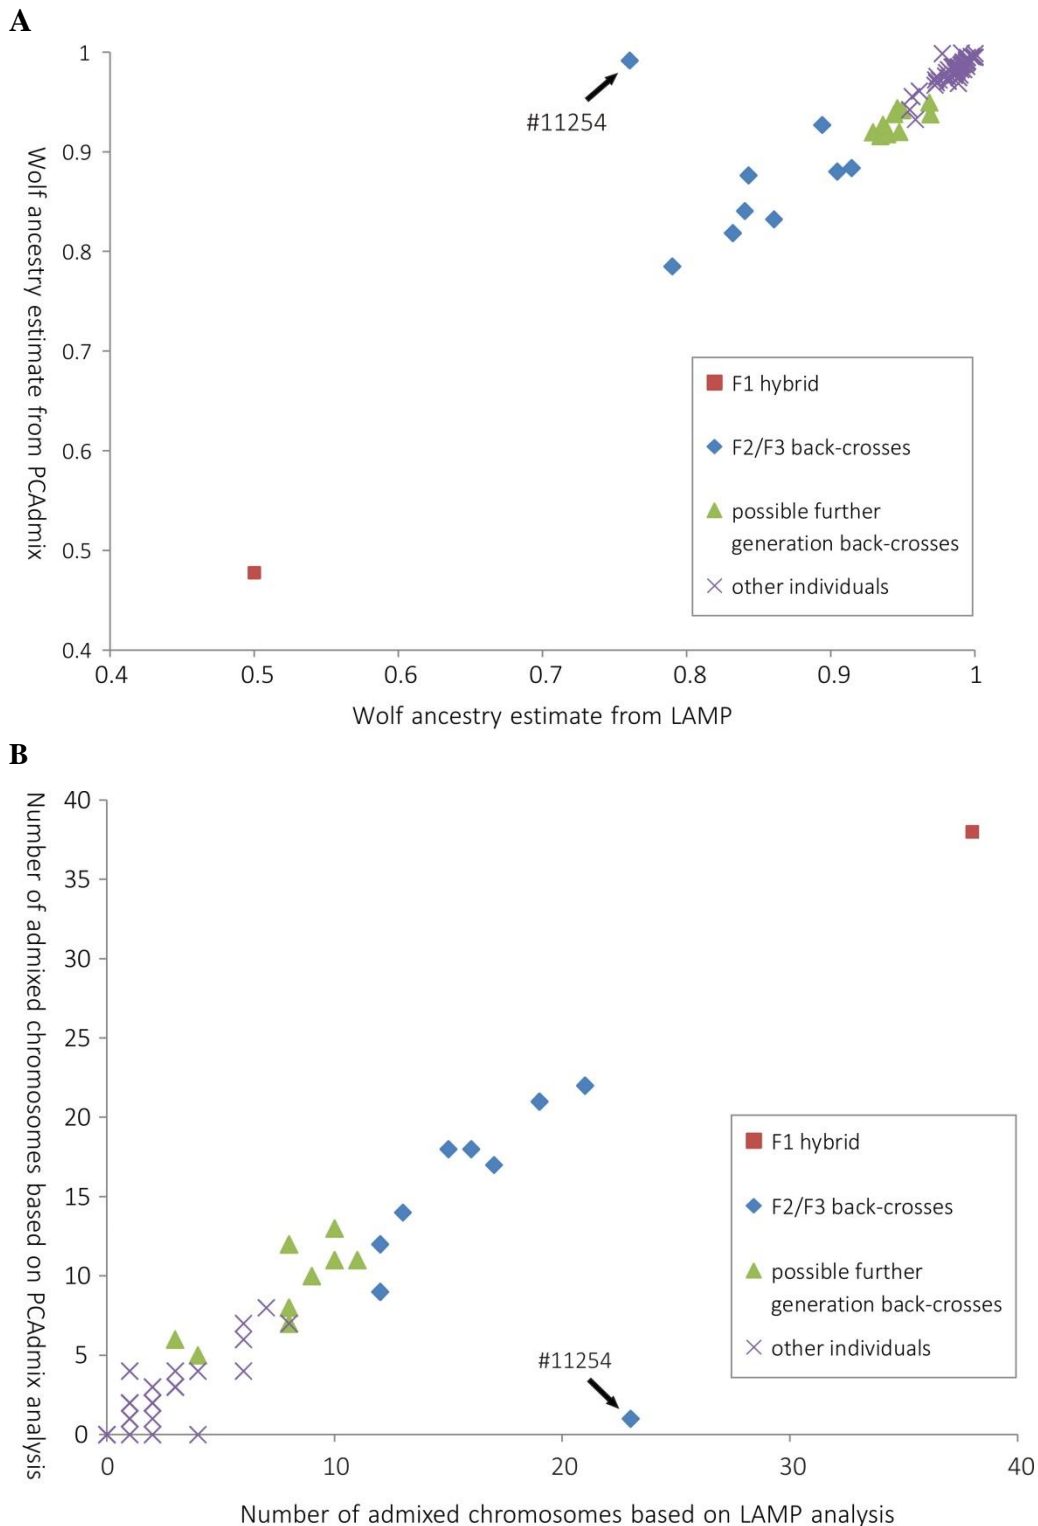 A
Wolf ancestry estimate from PCAdmix
1
0.9
0.8
0.7
0.6
0.5
0.4
#11254
F1 hybrid
F2/F3 back-crosses
possible further
generation back-crosses
other individuals
0.4 0.5 0.6 0.7 0.8 0.9 1
Wolf ancestry estimate from LAMP
B
Number of admixed chromosomes based on PCAdmix analysis
40
35
30
25
20
15
10
5
0
#11254
F1 hybrid
F2/F3 back-crosses
possible further
generation back-crosses
other individuals
0 10 20 30 40
Number of admixed chromosomes based on LAMP analysis